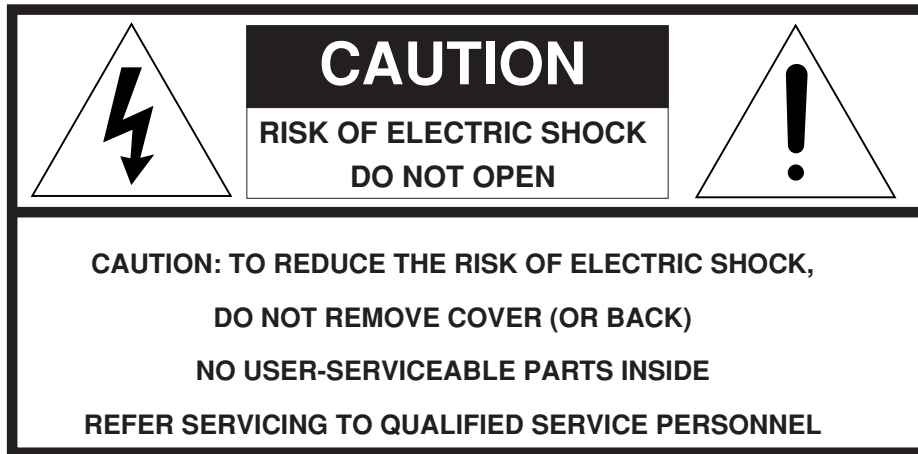 CAUTION
RISK OF ELECTRIC SHOCK
DO NOT OPEN
CAUTION: TO REDUCE THE RISK OF ELECTRIC SHOCK,
DO NOT REMOVE COVER (OR BACK)
NO USER-SERVICEABLE PARTS INSIDE
REFER SERVICING TO QUALIFIED SERVICE PERSONNEL